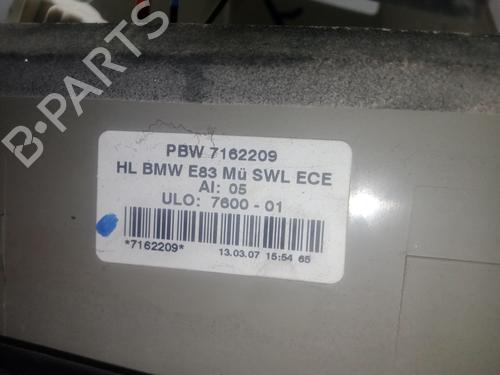 B-PARTS
PBW 7162209
HL BMW E83 Mü SWL ECE
AI: 05
ULO: 7600 - 01
*7162209*
13.03.07 15:54 65